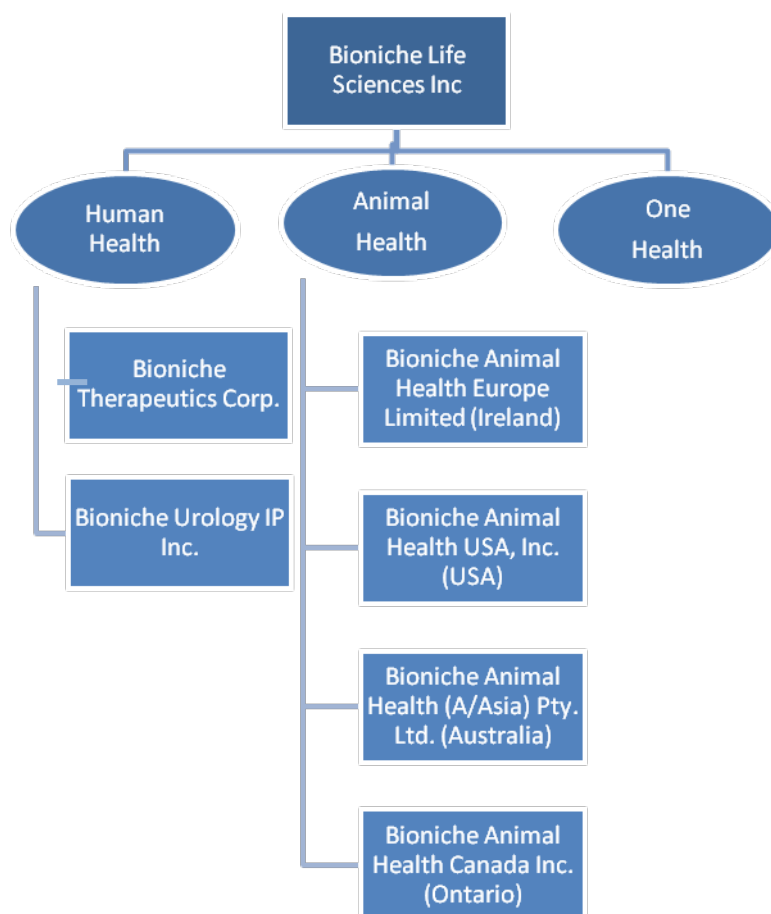 Bioniche Life
Sciences Inc
Human
Health
Animal
Health
One
Health
Bioniche
Therapeutics Corp.
Bioniche Urology IP
Inc.
Bioniche Animal
Health Europe
Limited (Ireland)
Bioniche Animal
Health USA, Inc.
(USA)
Bioniche Animal
Health (A/Asia) Pty.
Ltd. (Australia)
Bioniche Animal
Health Canada Inc.
(Ontario)